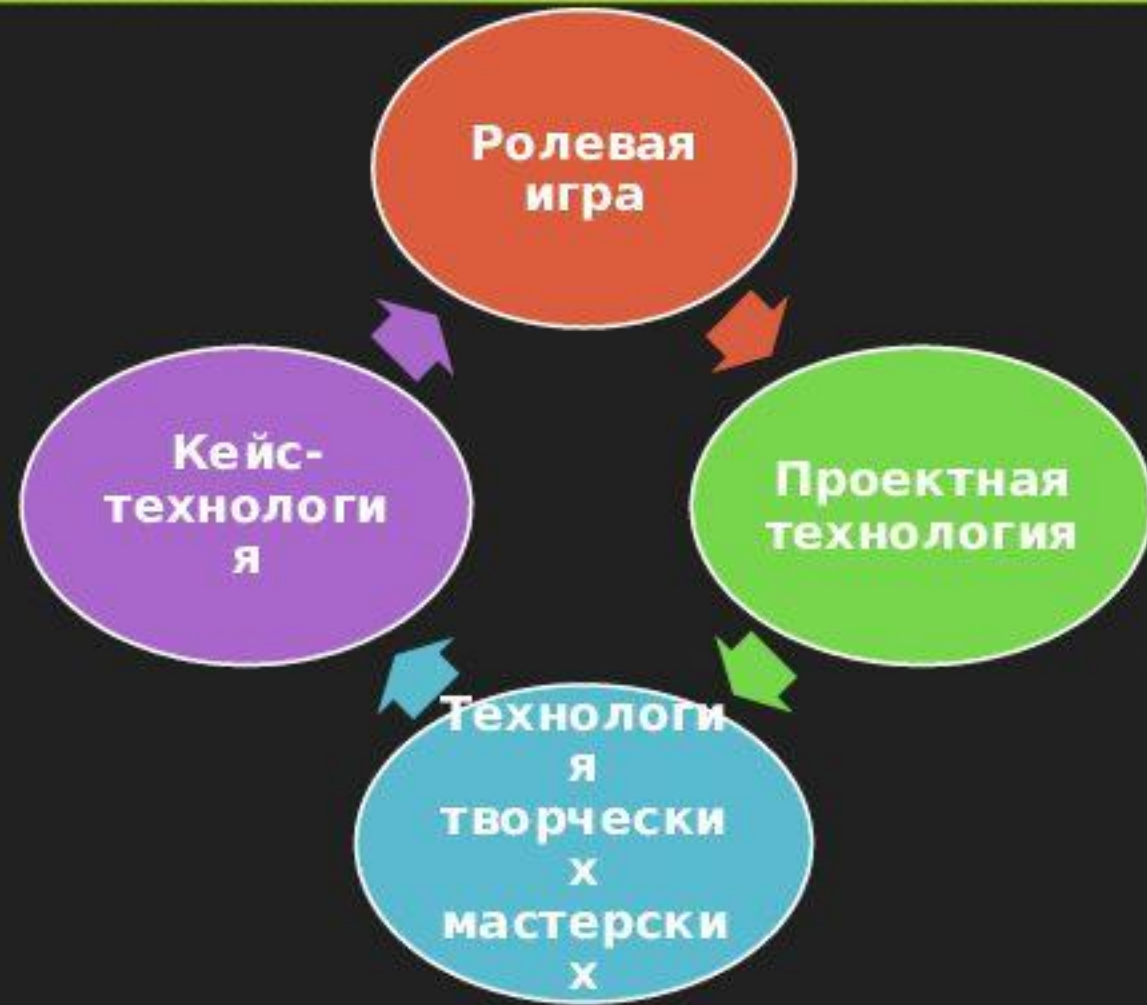 Ролевая
игра
Кейс-
технологи
я
Проектная
технология
Технологи
я
творчески
х
мастерски
х